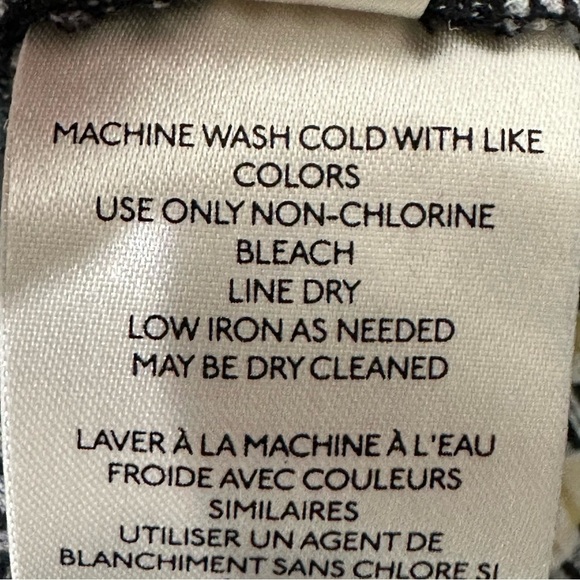 MACHINE WASH COLD WITH LIKE
COLORS
USE ONLY NON-CHLORINE
BLEACH
LINE DRY
LOW IRON AS NEEDED
MAY BE DRY CLEANED
LAVER À LA MACHINE À L'EAU
FROIDE AVEC COULEURS
SIMILAIRES
UTILISER UN AGENT DE
BLANCHIMENT SANS CHLORE SI